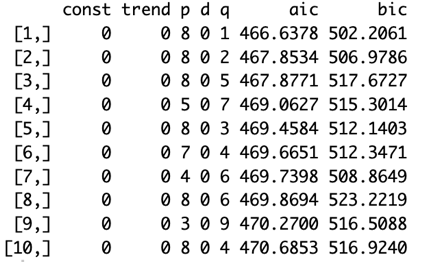 const trend p d q aic bic
[1,] 0 0 8 0 1 466.6378 502.2061
[2,] 0 0 8 0 2 467.8534 506.9786
[3,] 0 0 8 0 5 467.8771 517.6727
[4,] 0 0 5 0 7 469.0627 515.3014
[5,] 0 0 8 0 3 469.4584 512.1403
[6,] 0 0 7 0 4 469.6651 512.3471
[7,] 0 0 4 0 6 469.7398 508.8649
[8,] 0 0 8 0 6 469.8694 523.2219
[9,] 0 0 3 0 9 470.2700 516.5088
[10,] 0 0 8 0 4 470.6853 516.9240